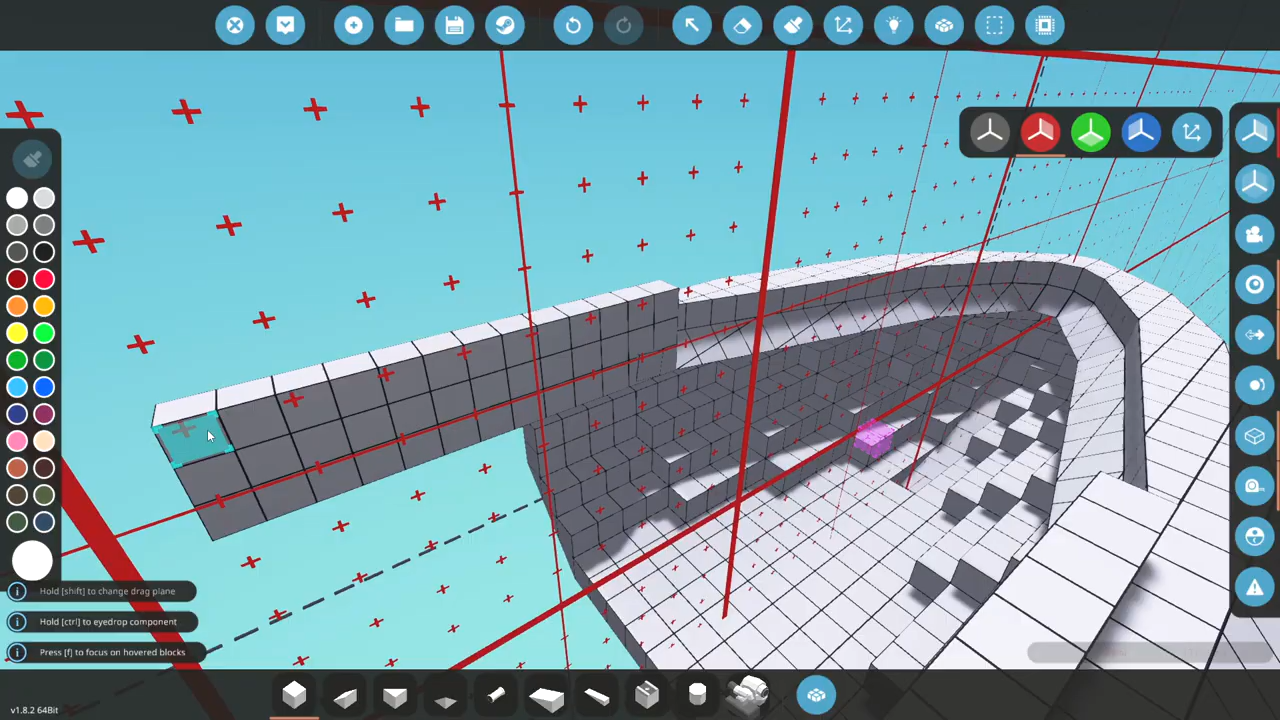 Hold [shift] to change drag plane
Hold [ctrl] to eyedrop component
Press [f] to focus on hovered blocks
v1.8.2 64Bit